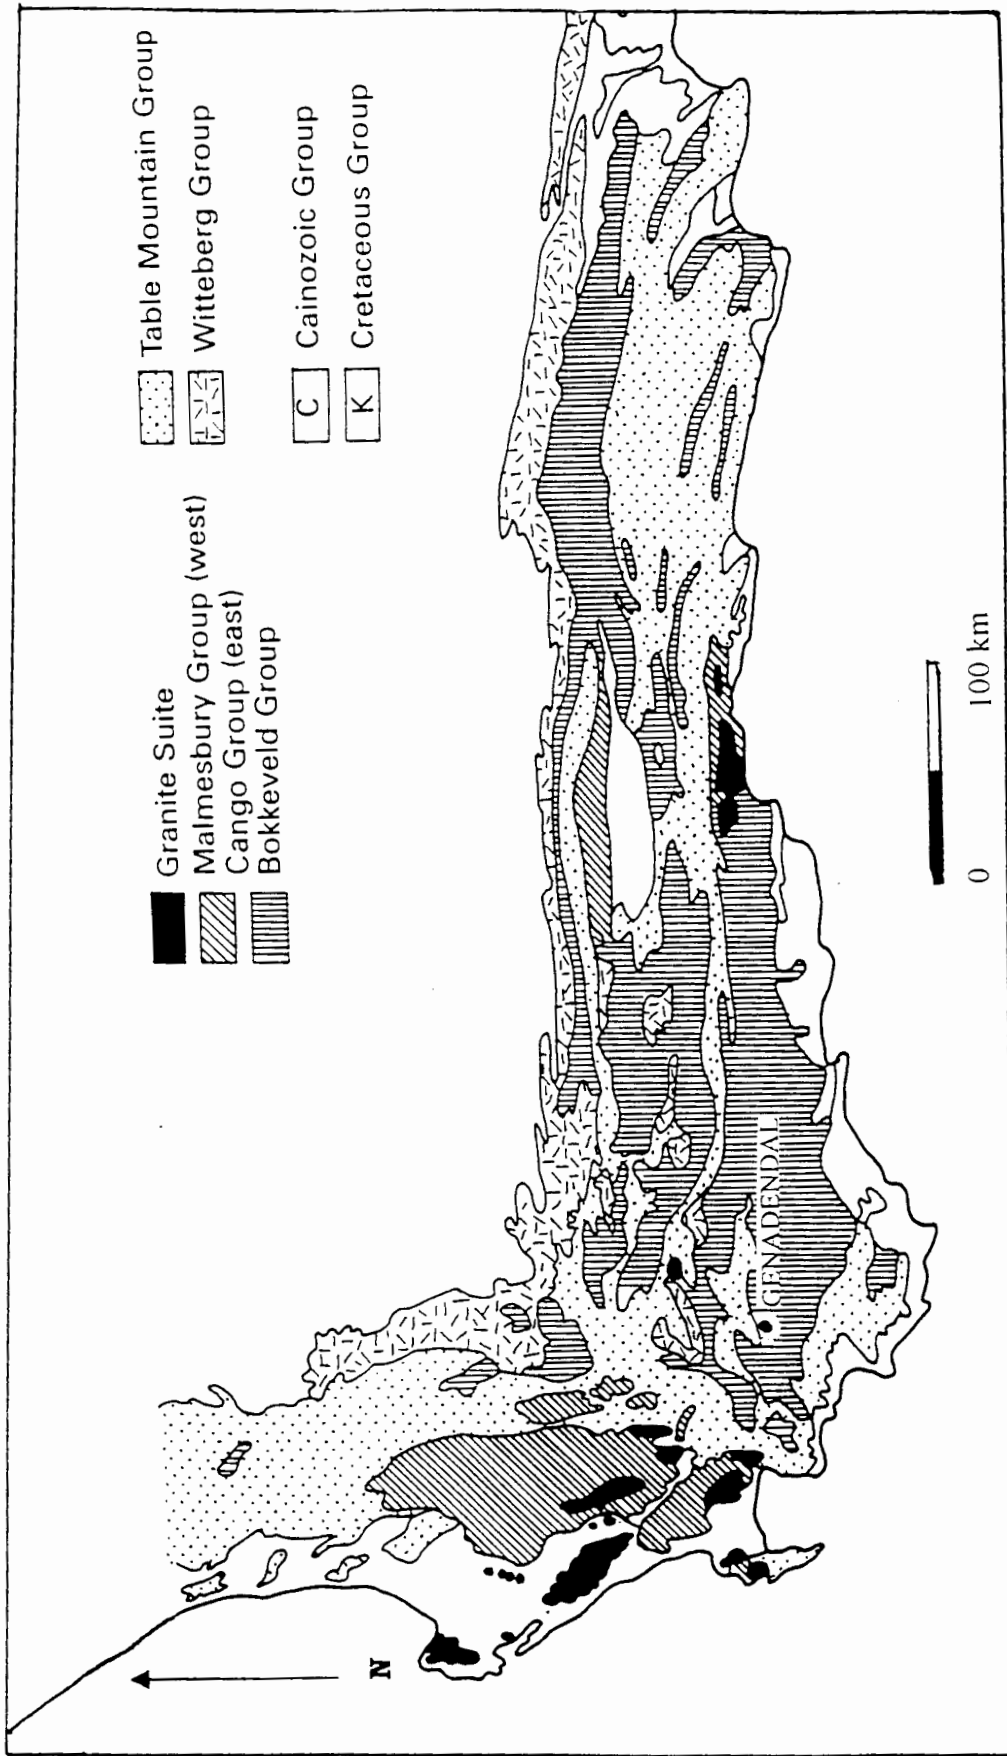 Granite Suite
Malmesbury Group (west)
Cango Group (east)
Bokkeveld Group
Table Mountain Group
Witteberg Group
C Cainozoic Group
K Cretaceous Group
N
GENADENDAL
0 100 km